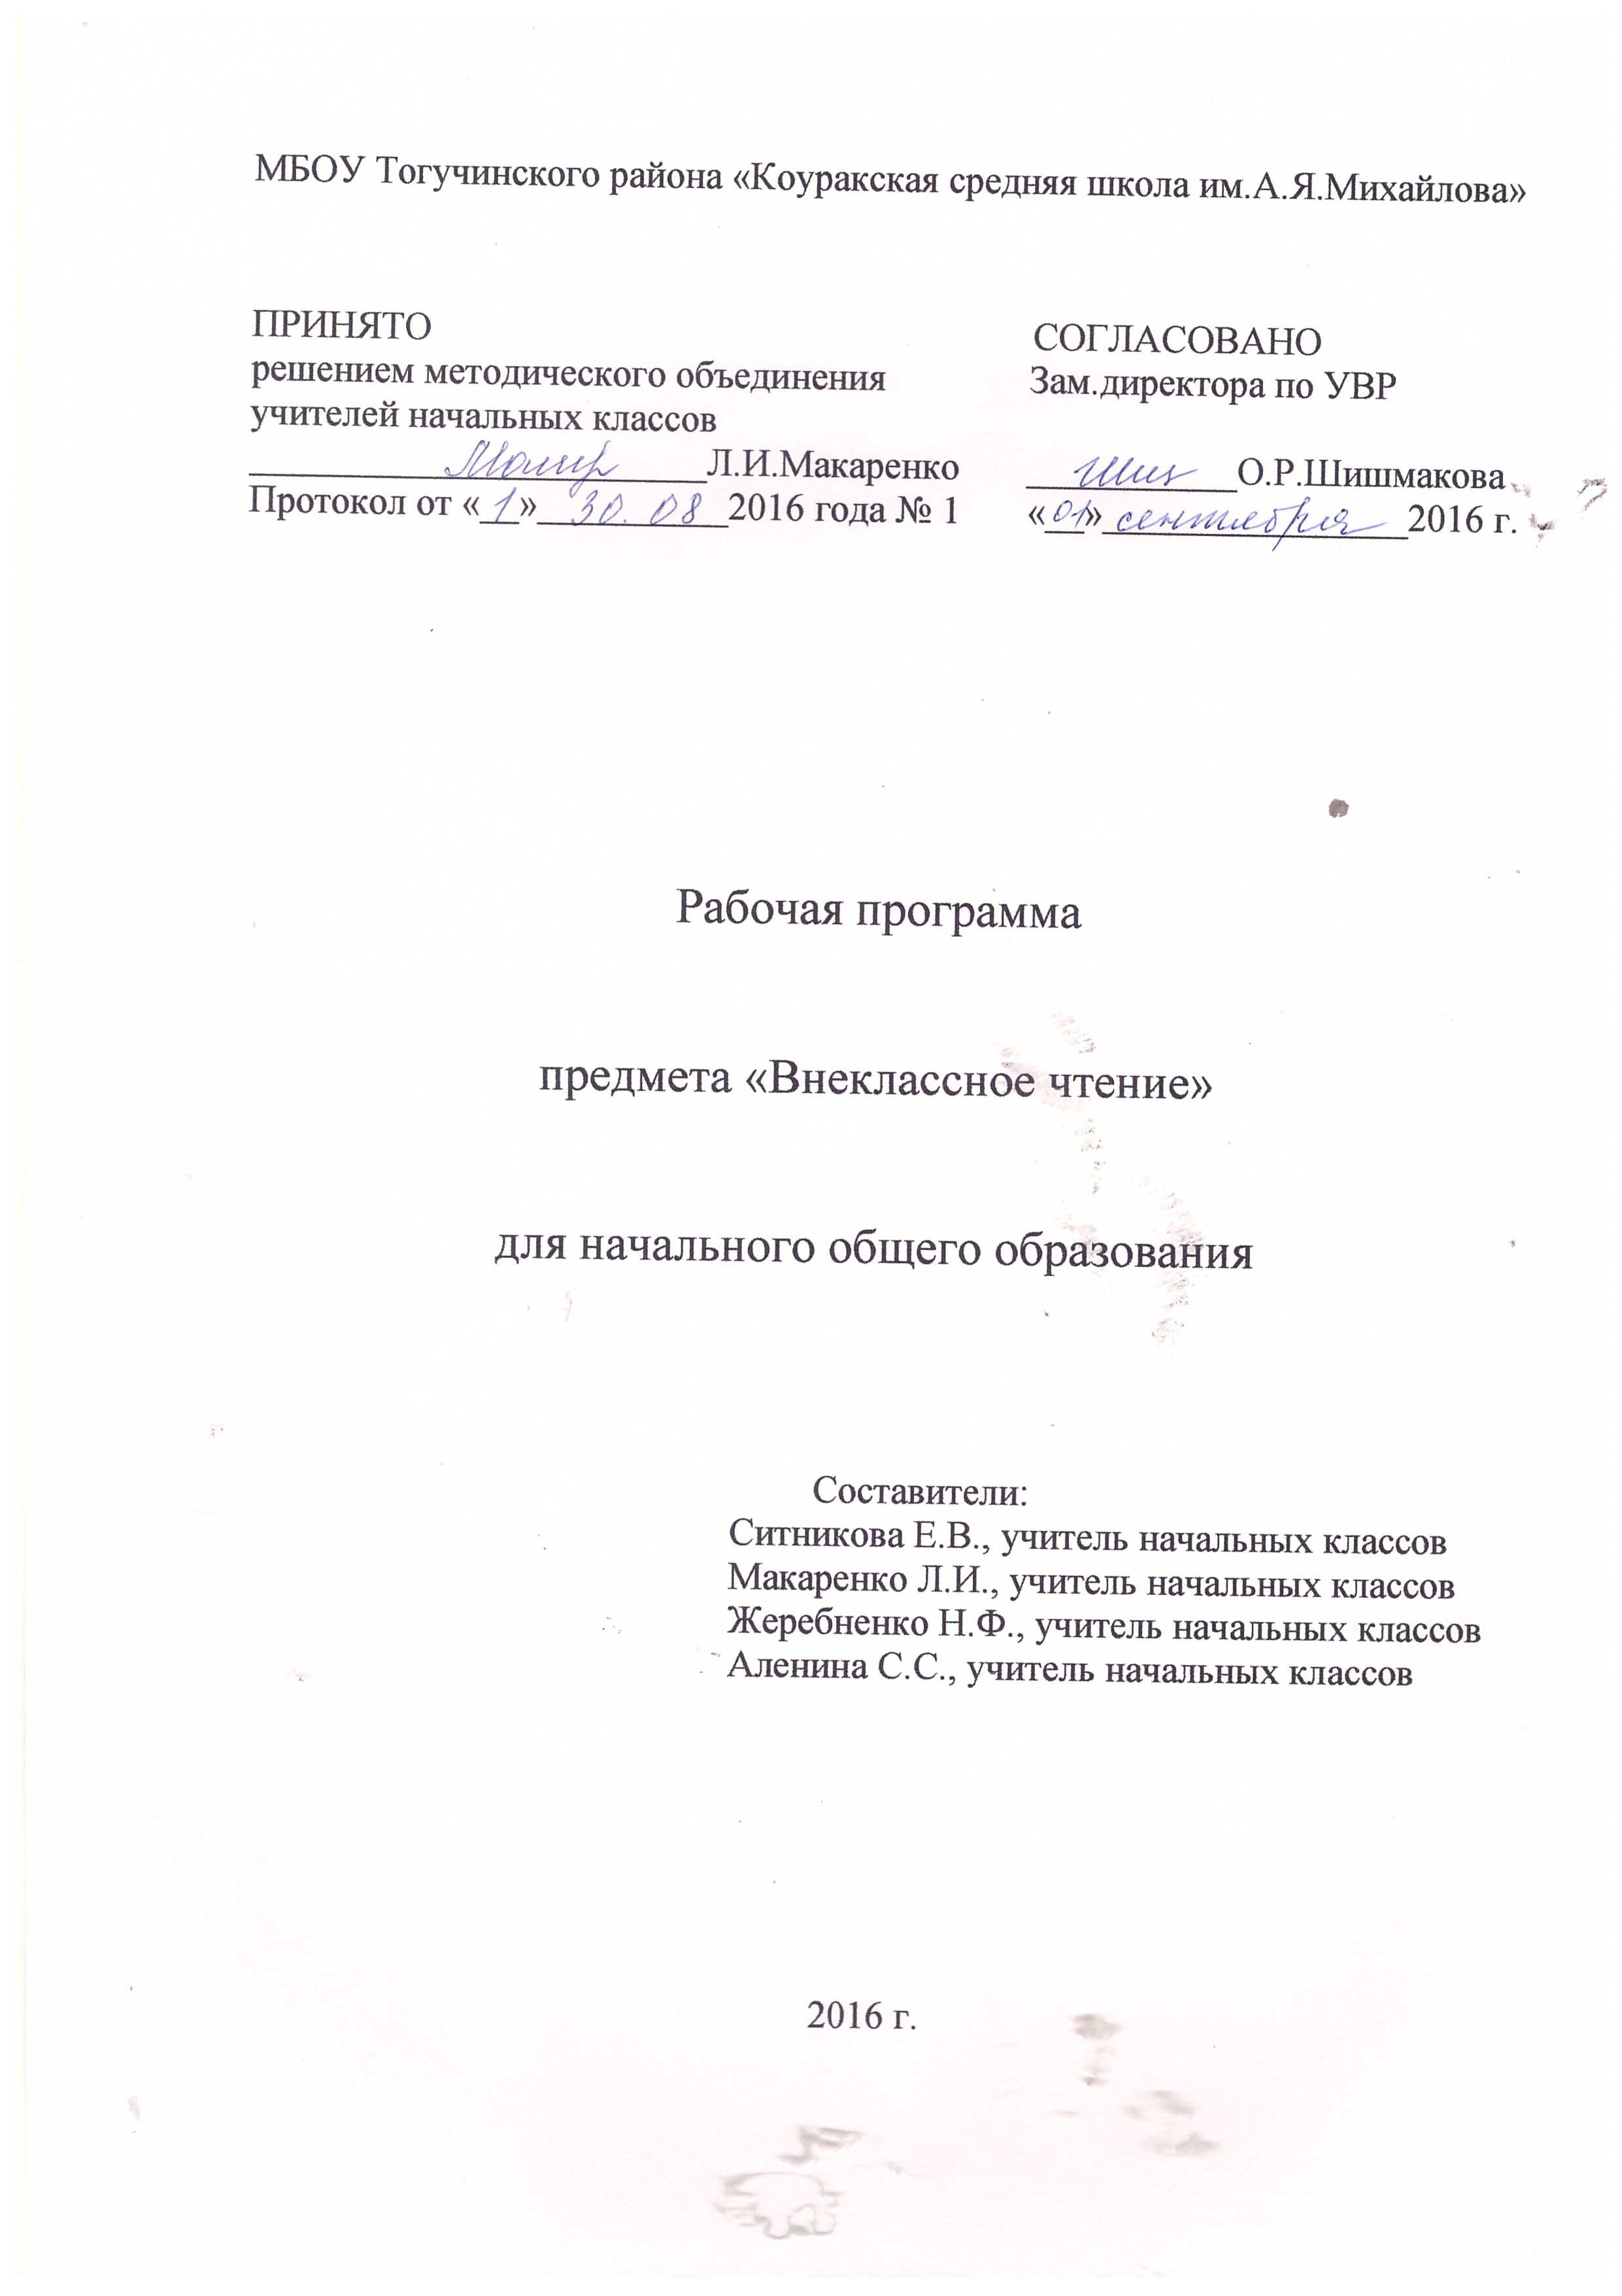 МБОУ Тогучинского района «Коуракская средняя школа им.А.Я.Михайлова»
ПРИНЯТО
решением методического объединения
учителей начальных классов
Л.И.Макаренко
Протокол от «1» 30. 08 2016 года № 1
СОГЛАСОВАНО
Зам.директора по УВР
О.Р.Шишмакова
«01» сентября 2016 г.
Рабочая программа
предмета «Внеклассное чтение»
для начального общего образования
Составители:
Ситникова Е.В., учитель начальных классов
Макаренко Л.И., учитель начальных классов
Жеребненко Н.Ф., учитель начальных классов
Аленина С.С., учитель начальных классов
2016 г.